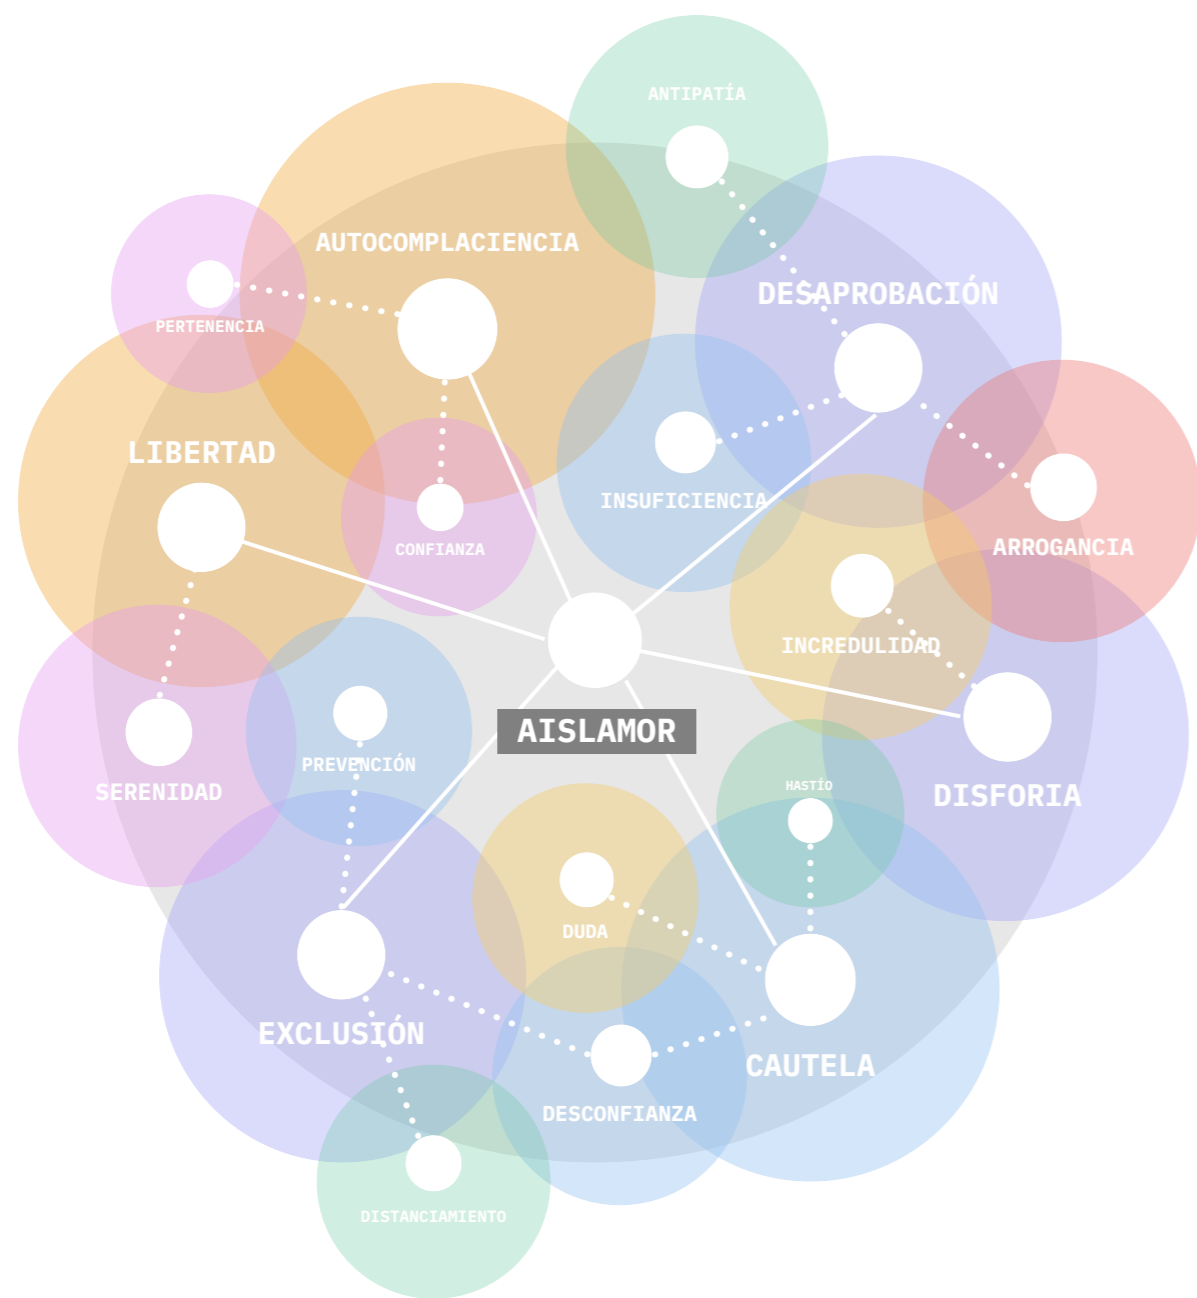 ANTIPATÍA
AUTOCOMPLACIENCIA
DESAPROBACIÓN
PERTENENCIA
LIBERTAD
INSUFICIENCIA
CONFIANZA
ARROGANCIA
INCREDULIDAD
AISLAMOR
PREVENCIÓN
SERENIDAD
HASTÍO
DISFORIA
DUDA
EXCLUSIÓN
CAUTELA
DESCONFIANZA
DISTANCIAMIENTO